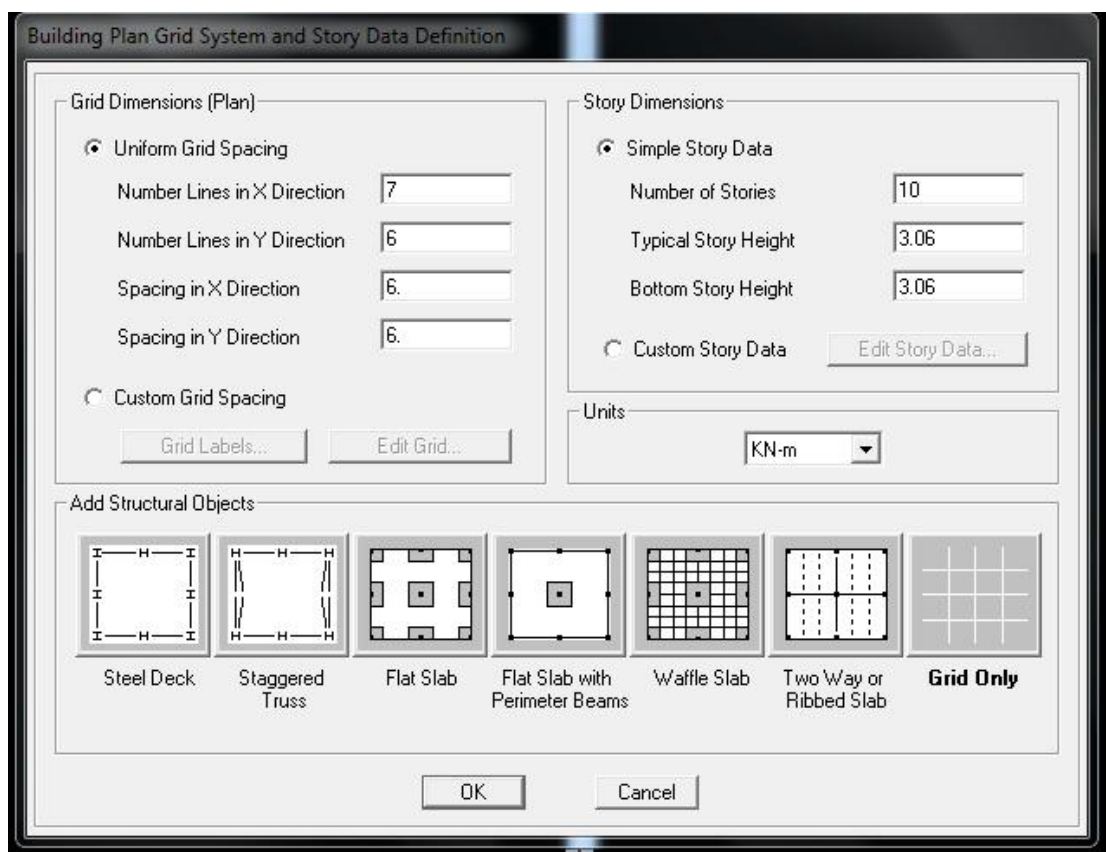 Building Plan Grid System and Story Data Definition
Grid Dimensions (Plan)
Uniform Grid Spacing
Number Lines in X Direction 7
Number Lines in Y Direction 6
Spacing in X Direction 6.
Spacing in Y Direction 6.
Custom Grid Spacing
Grid Labels...
Edit Grid...
Story Dimensions
Simple Story Data
Number of Stories 10
Typical Story Height 3.06
Bottom Story Height 3.06
Custom Story Data
Edit Story Data...
Units
KN-m
Add Structural Objects
Steel Deck
Staggered
Truss
Flat Slab
Flat Slab with
Perimeter Beams
Waffle Slab
Two Way or
Ribbed Slab
Grid Only
OK
Cancel